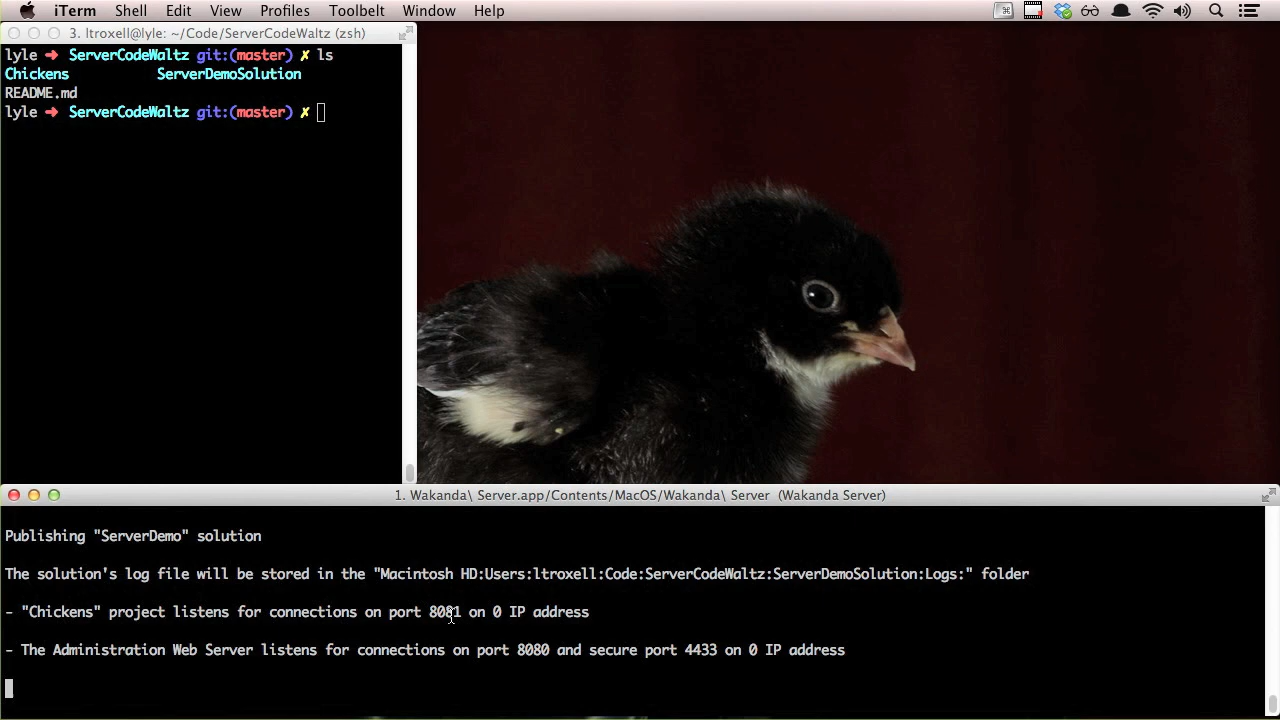 iTerm Shell Edit View Profiles Toolbelt Window Help
3. ltroxell@lyle: ~/Code/ServerCodeWaltz (zsh)
lyle ➜ ServerCodeWaltz git:(master) ✗ ls
Chickens ServerDemoSolution
README.md
lyle ➜ ServerCodeWaltz git:(master) ✗
1. Wakanda\ Server.app/Contents/MacOS/Wakanda\ Server (Wakanda Server)
Publishing "ServerDemo" solution
The solution's log file will be stored in the "Macintosh HD:Users:ltroxell:Code:ServerCodeWaltz:ServerDemoSolution:Logs:" folder
- "Chickens" project listens for connections on port 8081 on 0 IP address
- The Administration Web Server listens for connections on port 8080 and secure port 4433 on 0 IP address